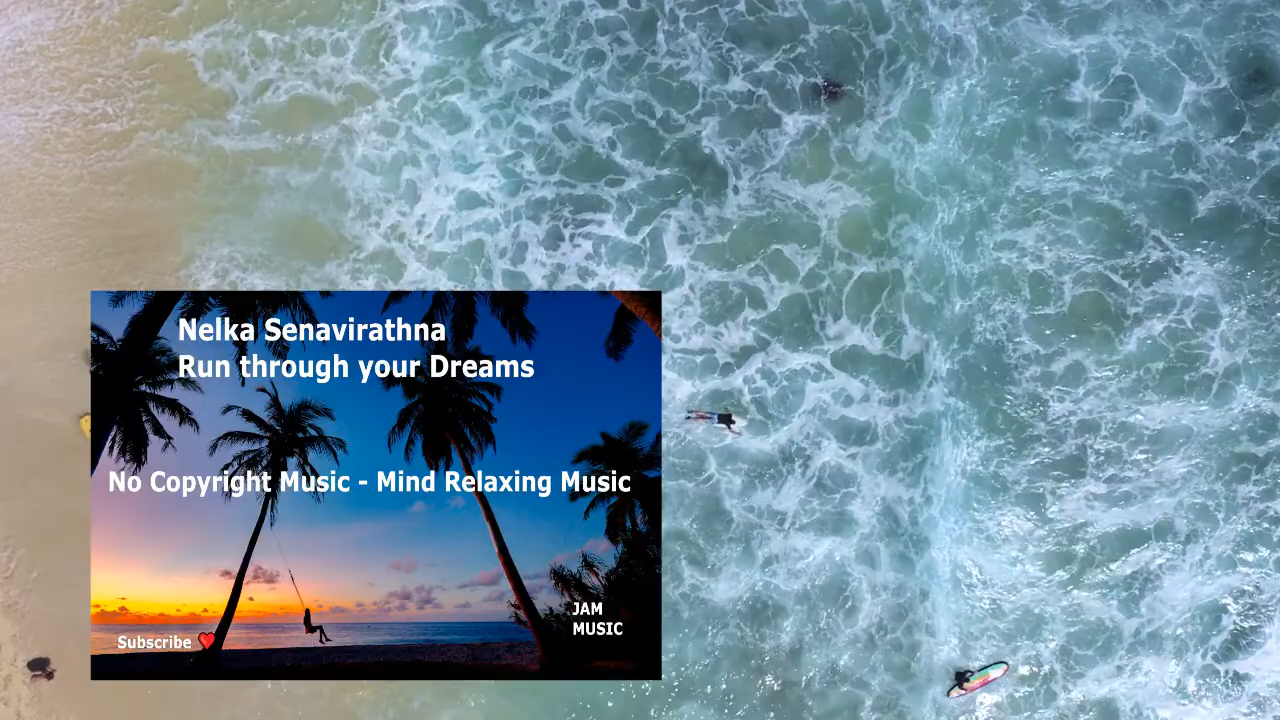 Nelka Senavirathna
Run through your Dreams
No Copyright Music - Mind Relaxing Music
JAM
MUSIC
Subscribe